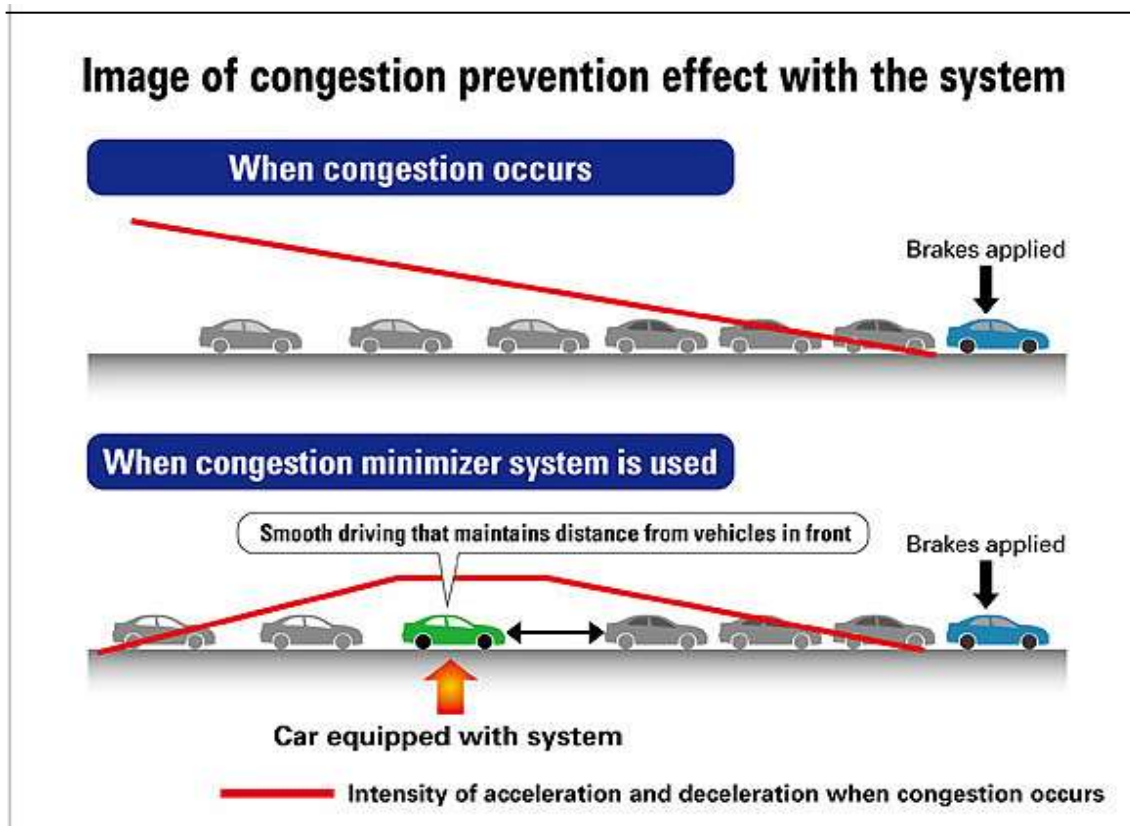 Image of congestion prevention effect with the system
When congestion occurs
Brakes applied
When congestion minimizer system is used
Smooth driving that maintains distance from vehicles in front
Brakes applied
Car equipped with system
Intensity of acceleration and deceleration when congestion occurs